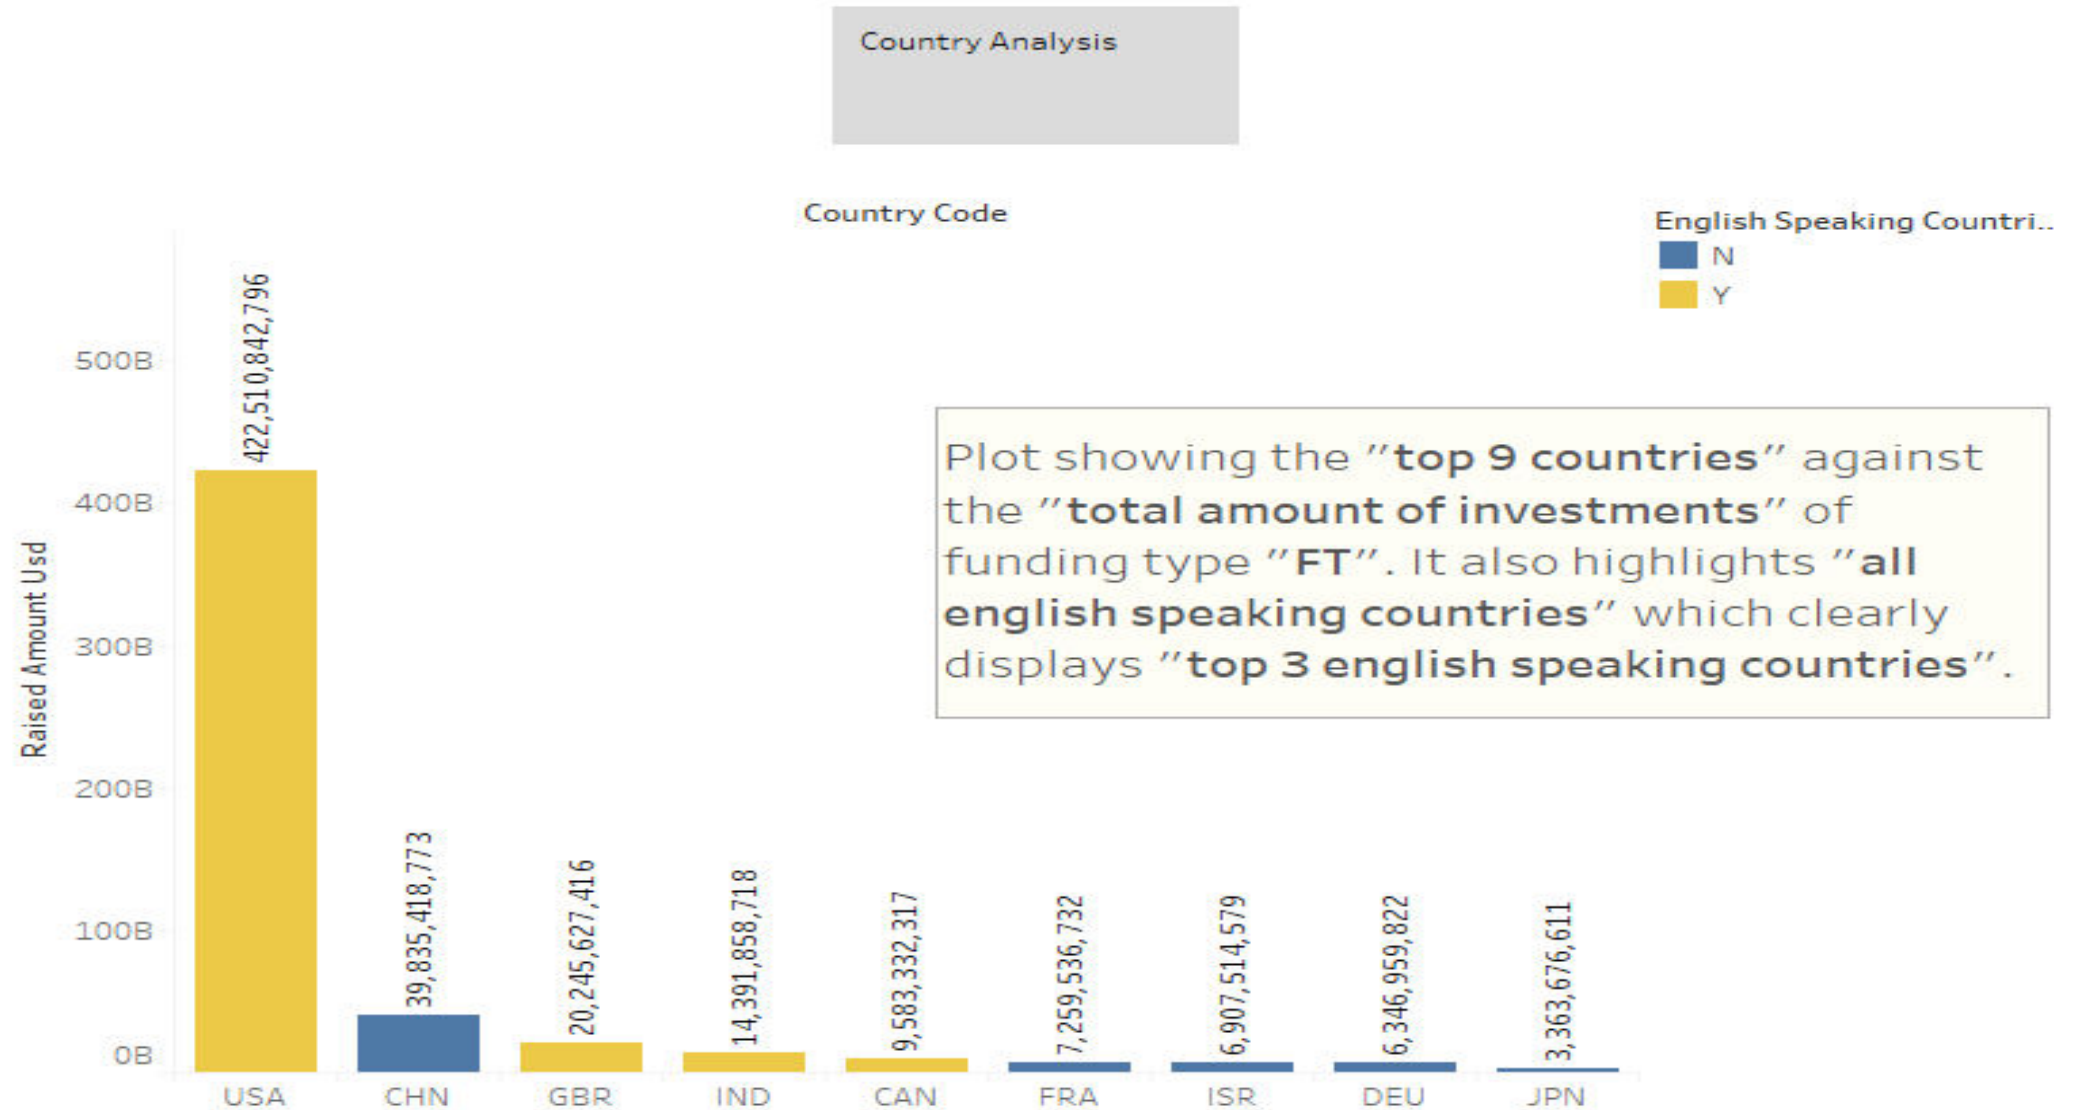 Country Analysis
Country Code
English Speaking Countri..
N
Y
Raised Amount Usd
500B
400B
300B
200B
100B
0B
422,510,842,796
39,835,418,773
20,245,627,416
14,391,858,718
9,583,332,317
7,259,536,732
6,907,514,579
6,346,959,822
3,363,676,611
Plot showing the "top 9 countries" against
the "total amount of investments" of
funding type "FT". It also highlights "all
english speaking countries" which clearly
displays "top 3 english speaking countries".
USA CHN GBR IND CAN FRA ISR DEU JPN